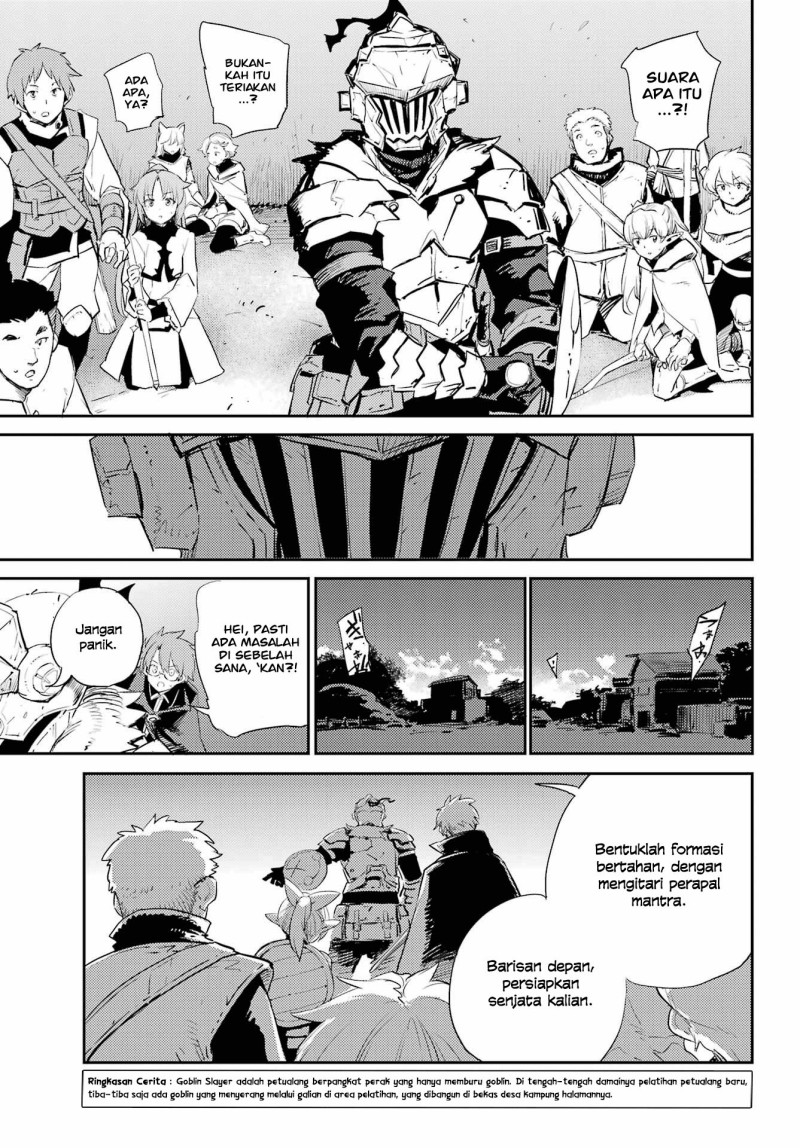 SUARA
APA ITU
...?!
BUKAN-
KAH ITU
TERIAKAN
...?
ADA
APA,
YA?
HEI, PASTI
ADA MASALAH
DI SEBELAH
SANA, 'KAN?!
Jangan
panik.
Bentuklah formasi
bertahan, dengan
mengitari perapal
mantra.
Barisan depan,
persiapkan
senjata kalian.
Ringkasan Cerita : Goblin Slayer adalah petualang berpangkat perak yang hanya memburu goblin. Di tengah-tengah damainya pelatihan petualang baru,
tiba-tiba saja ada goblin yang menyerang melalui galian di area pelatihan, yang dibangun di bekas desa kampung halamannya.